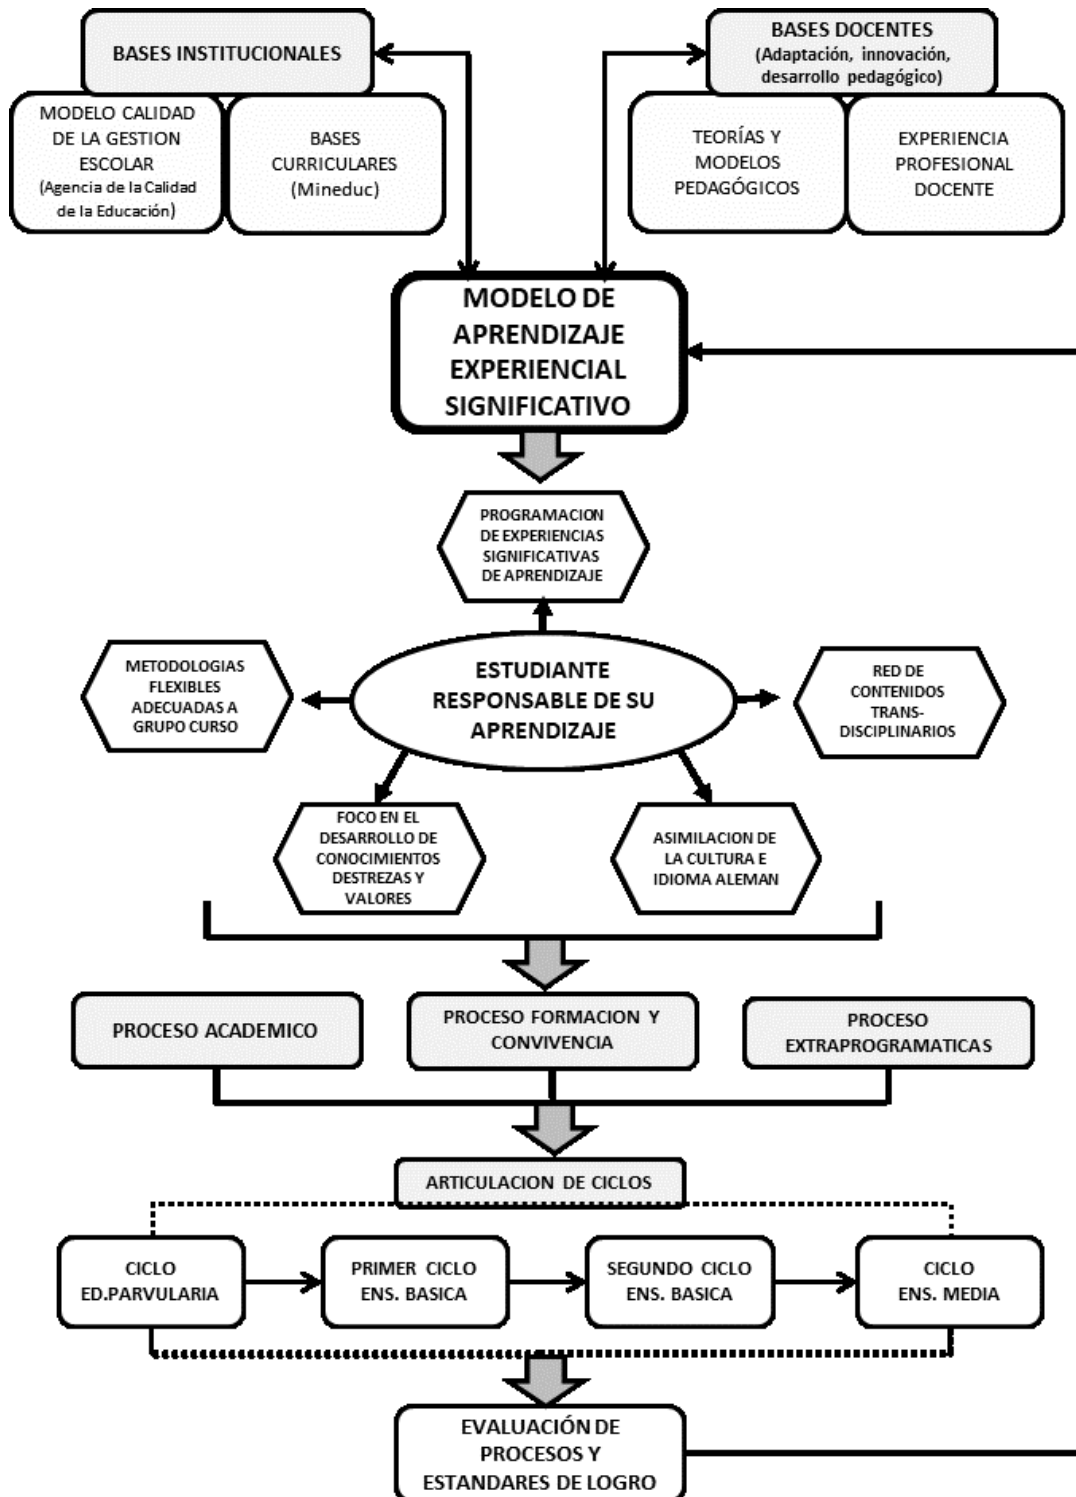 BASES INSTITUCIONALES
MODELO CALIDAD
DE LA GESTION
ESCOLAR
(Agencia de la Calidad
de la Educación)
BASES
CURRICULARES
(Mineduc)
BASES DOCENTES
(Adaptación, innovación,
desarrollo pedagógico)
TEORÍAS Y
MODELOS
PEDAGÓGICOS
EXPERIENCIA
PROFESIONAL
DOCENTE
MODELO DE
APRENDIZAJE
EXPERIENCIAL
SIGNIFICATIVO
PROGRAMACION
DE EXPERIENCIAS
SIGNIFICATIVAS
DE APRENDIZAJE
METODOLOGIAS
FLEXIBLES
ADECUADAS A
GRUPO CURSO
ESTUDIANTE
RESPONSABLE DE SU
APRENDIZAJE
RED DE
CONTENIDOS
TRANS-
DISCIPLINARIOS
FOCO EN EL
DESARROLLO DE
CONOCIMIENTOS
DESTREZAS Y
VALORES
ASIMILACION DE
LA CULTURA E
IDIOMA ALEMAN
PROCESO ACADEMICO
PROCESO FORMACION Y
CONVIVENCIA
PROCESO
EXTRAPROGRAMATICAS
ARTICULACION DE CICLOS
CICLO
ED.PARVULARIA
PRIMER CICLO
ENS. BASICA
SEGUNDO CICLO
ENS. BASICA
CICLO
ENS. MEDIA
EVALUACIÓN DE
PROCESOS Y
ESTANDARES DE LOGRO